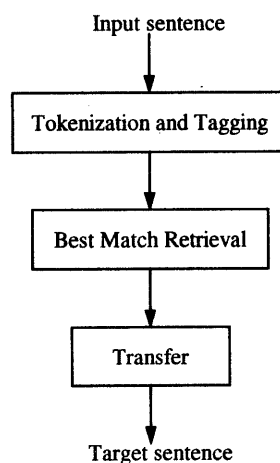 Input sentence
Tokenization and Tagging
Best Match Retrieval
Transfer
Target sentence